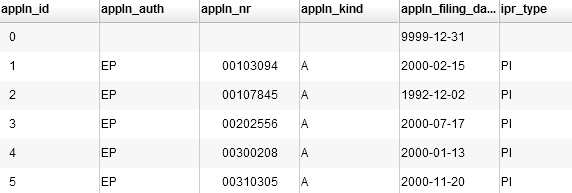 appln_id appln_auth appln_nr appln_kind appln_filing_da... ipr_type
0 9999-12-31
1 EP 00103094 A 2000-02-15 PI
2 EP 00107845 A 1992-12-02 PI
3 EP 00202556 A 2000-07-17 PI
4 EP 00300208 A 2000-01-13 PI
5 EP 00310305 A 2000-11-20 PI